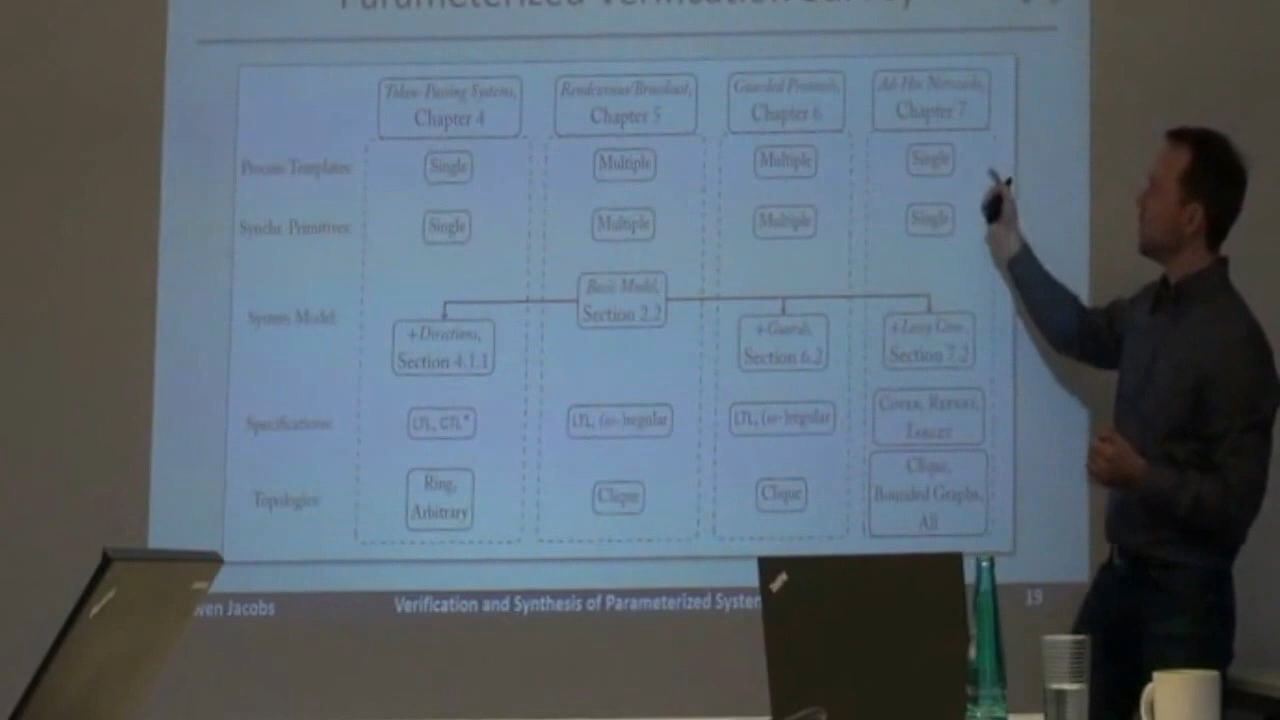 Parameterized Verification Survey
Token-Passing Systems, Chapter 4
Rendezvous/Broadcast, Chapter 5
Guarded Protocols, Chapter 6
Ad-Hoc Networks, Chapter 7
Process Templates: Single Multiple Multiple Single
Synchr. Primitives: Single Multiple Multiple Single
System Model:
Basic Model, Section 2.2
+Directions, Section 4.1.1
+Guards, Section 6.2
+Lossy Com., Section 7.2
Specifications: LTL, CTL* LTL, (ω-)regular LTL, (ω-)regular Cover, Repeat, Target
Topologies: Ring, Arbitrary Clique Clique Clique, Bounded Graphs, All
wen Jacobs Verification and Synthesis of Parameterized System 19